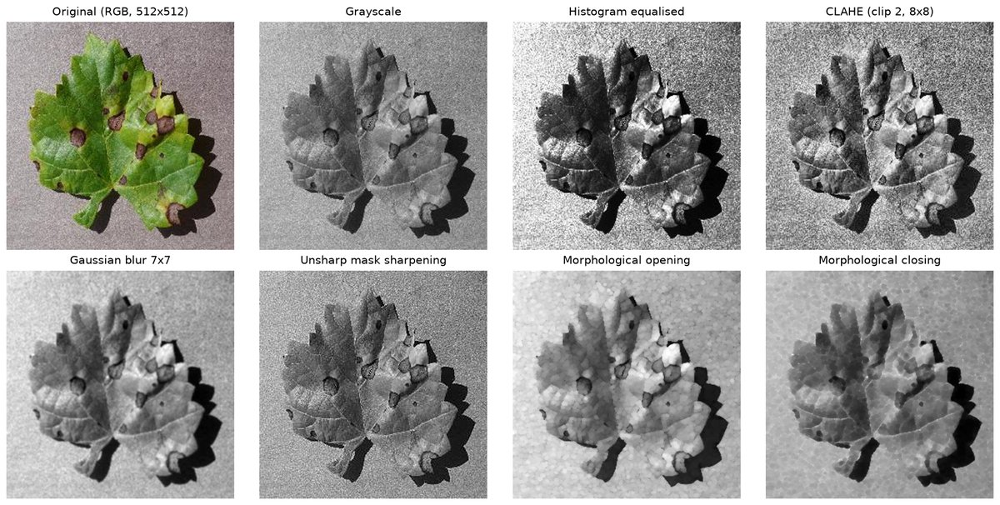 Original (RGB, 512x512)
Grayscale
Histogram equalised
CLAHE (clip 2, 8x8)
Gaussian blur 7x7
Unsharp mask sharpening
Morphological opening
Morphological closing